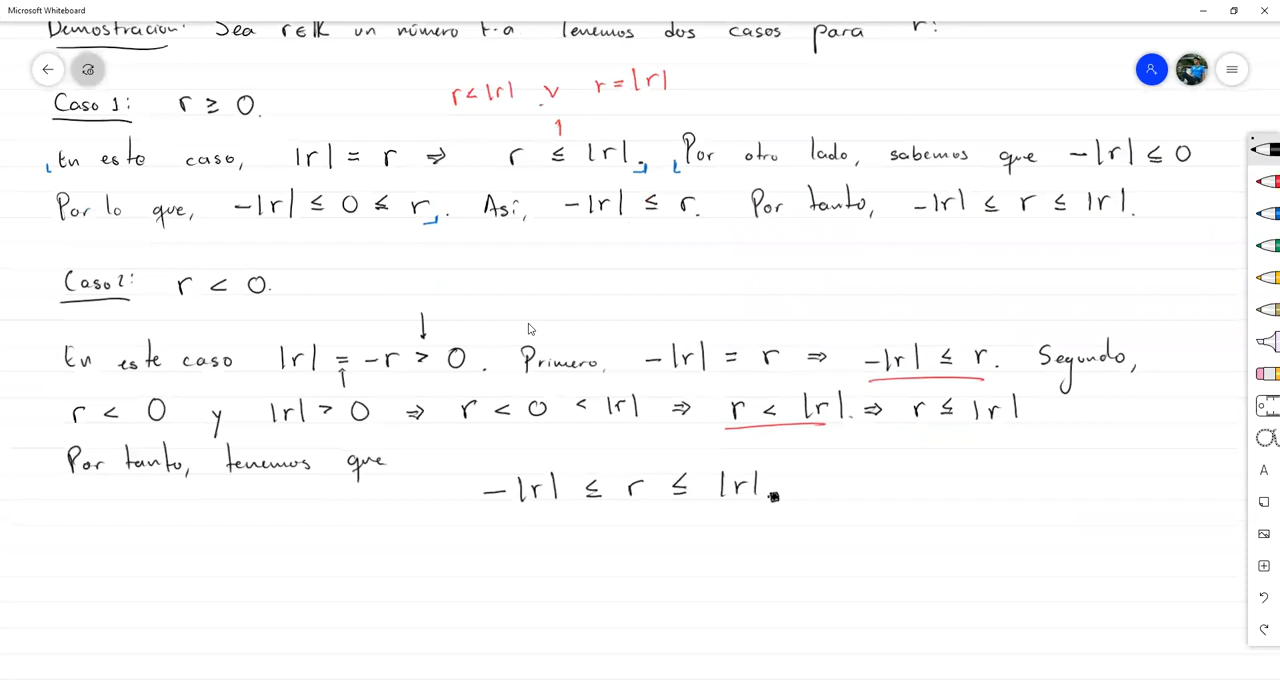 Microsoft Whiteboard
Demostracion: Sea r∈ℝ un número t.a Tenemos dos casos para r:
r<|r| ∨ r=|r|
Caso 1: r ≥ 0.
En este caso, |r| = r ⇒ r ≤ |r|. Por otro lado, sabemos que -|r| ≤ 0
Por lo que, -|r| ≤ 0 ≤ r. Así, -|r| ≤ r. Por tanto, -|r| ≤ r ≤ |r|.
Caso 2: r < 0.
En este caso |r| = -r > 0. Primero, -|r| = r ⇒ -|r| ≤ r. Segundo,
r < 0 y |r| > 0 ⇒ r < 0 < |r| ⇒ r < |r|. ⇒ r ≤ |r|
Por tanto, tenemos que
-|r| ≤ r ≤ |r|.